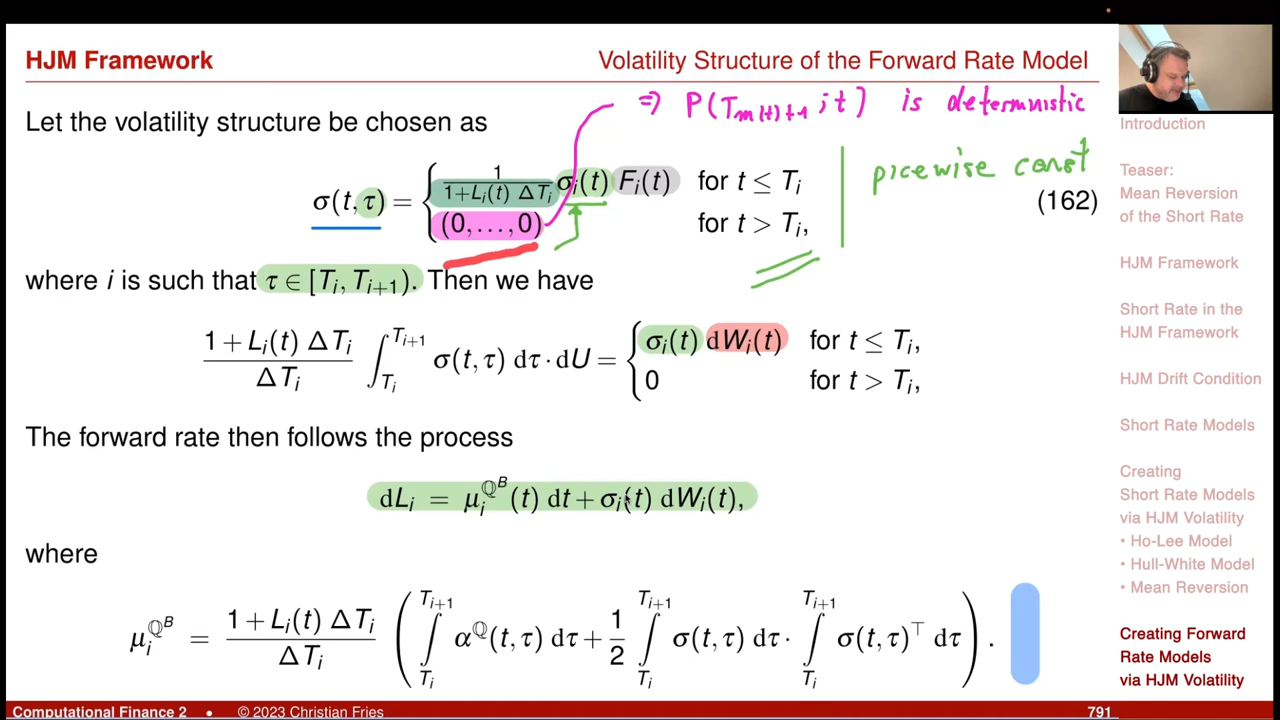 HJM Framework
Volatility Structure of the Forward Rate Model
⇒ P(T_{m(t)+1};t) is deterministic
Let the volatility structure be chosen as
picewise const
σ(t,τ) = { 1/(1+L_i(t) ΔT_i) σ_i(t) F_i(t) for t ≤ T_i
(0,…,0) for t > T_i,
(162)
where i is such that τ ∈ [T_i, T_{i+1}). Then we have
(1 + L_i(t) ΔT_i)/ΔT_i ∫_{T_i}^{T_{i+1}} σ(t,τ) dτ · dU = { σ_i(t) dW_i(t) for t ≤ T_i,
0 for t > T_i,
The forward rate then follows the process
dL_i = μ_i^{ℚ^B}(t) dt + σ_i(t) dW_i(t),
where
μ_i^{ℚ^B} = (1 + L_i(t) ΔT_i)/ΔT_i ( ∫_{T_i}^{T_{i+1}} α^ℚ(t,τ) dτ + 1/2 ∫_{T_i}^{T_{i+1}} σ(t,τ) dτ · ∫_{T_i}^{T_{i+1}} σ(t,τ)^⊤ dτ ).
Introduction
Teaser:
Mean Reversion
of the Short Rate
HJM Framework
Short Rate in the
HJM Framework
HJM Drift Condition
Short Rate Models
Creating
Short Rate Models
via HJM Volatility
• Ho-Lee Model
• Hull-White Model
• Mean Reversion
Creating Forward
Rate Models
via HJM Volatility
Computational Finance 2 • © 2023 Christian Fries
791